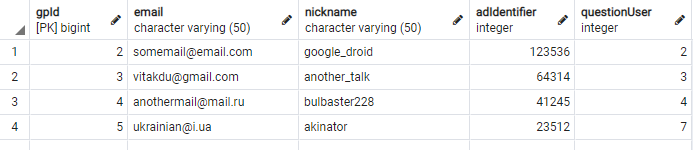 gpId email nickname adIdentifier questionUser
[PK] bigint character varying (50) character varying (50) integer integer
1 2 somemail@email.com google_droid 123536 2
2 3 vitakdu@gmail.com another_talk 64314 3
3 4 anothermail@mail.ru bulbaster228 41245 4
4 5 ukrainian@i.ua akinator 23512 7